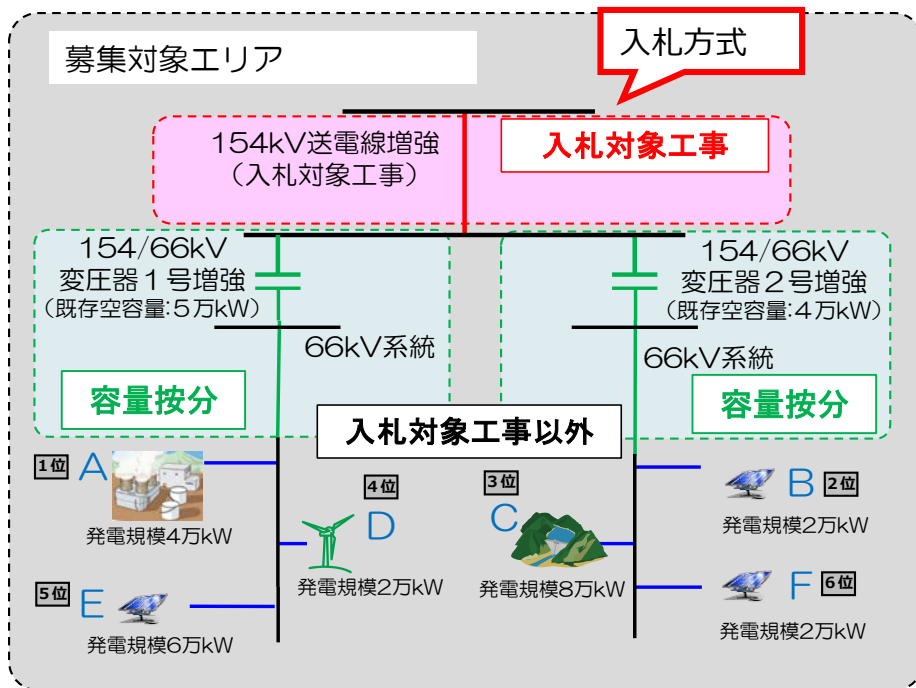 募集対象エリア
入札方式
154kV送電線増強
（入札対象工事）
入札対象工事
154/66kV
変圧器１号増強
（既存空容量:５万kW）
154/66kV
変圧器２号増強
（既存空容量:４万kW）
66kV系統
66kV系統
容量按分
容量按分
入札対象工事以外
1位 A
発電規模4万kW
4位
D
発電規模2万kW
3位
C
発電規模8万kW
B 2位
発電規模2万kW
5位 E
発電規模6万kW
F 6位
発電規模2万kW